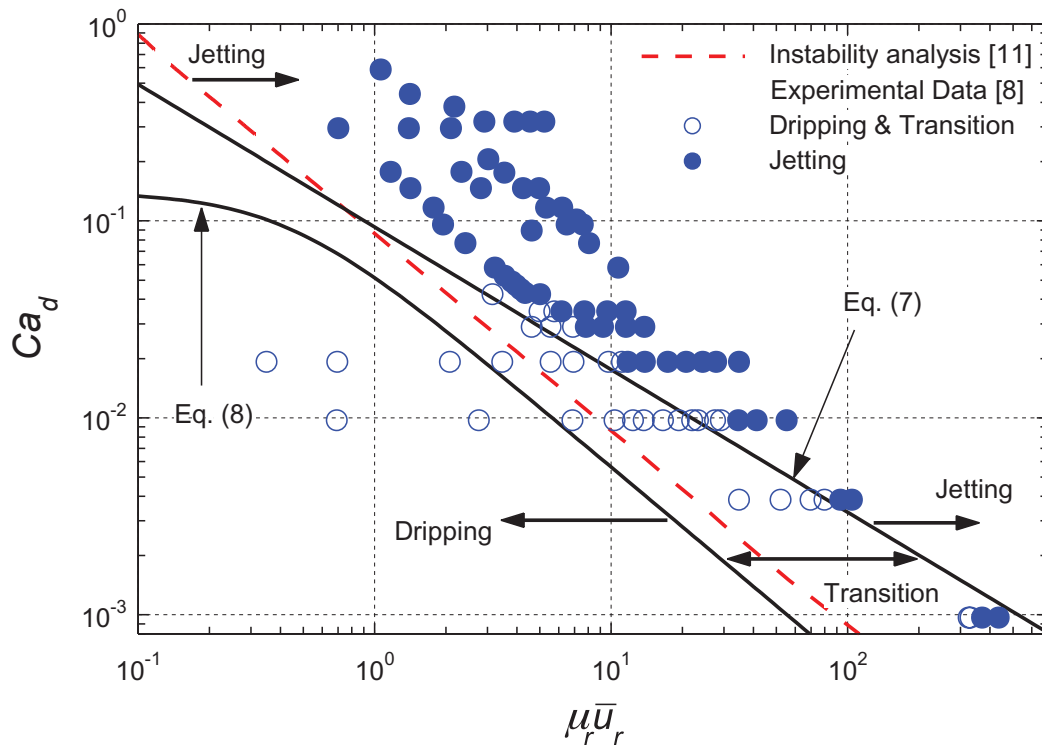 10⁰
10⁻¹
10⁻²
10⁻³
Ca_d
Jetting
Instability analysis [11]
Experimental Data [8]
Dripping & Transition
Jetting
Eq. (7)
Eq. (8)
Jetting
Dripping
Transition
10⁻¹
10⁰
10¹
10²
μ_r ū_r